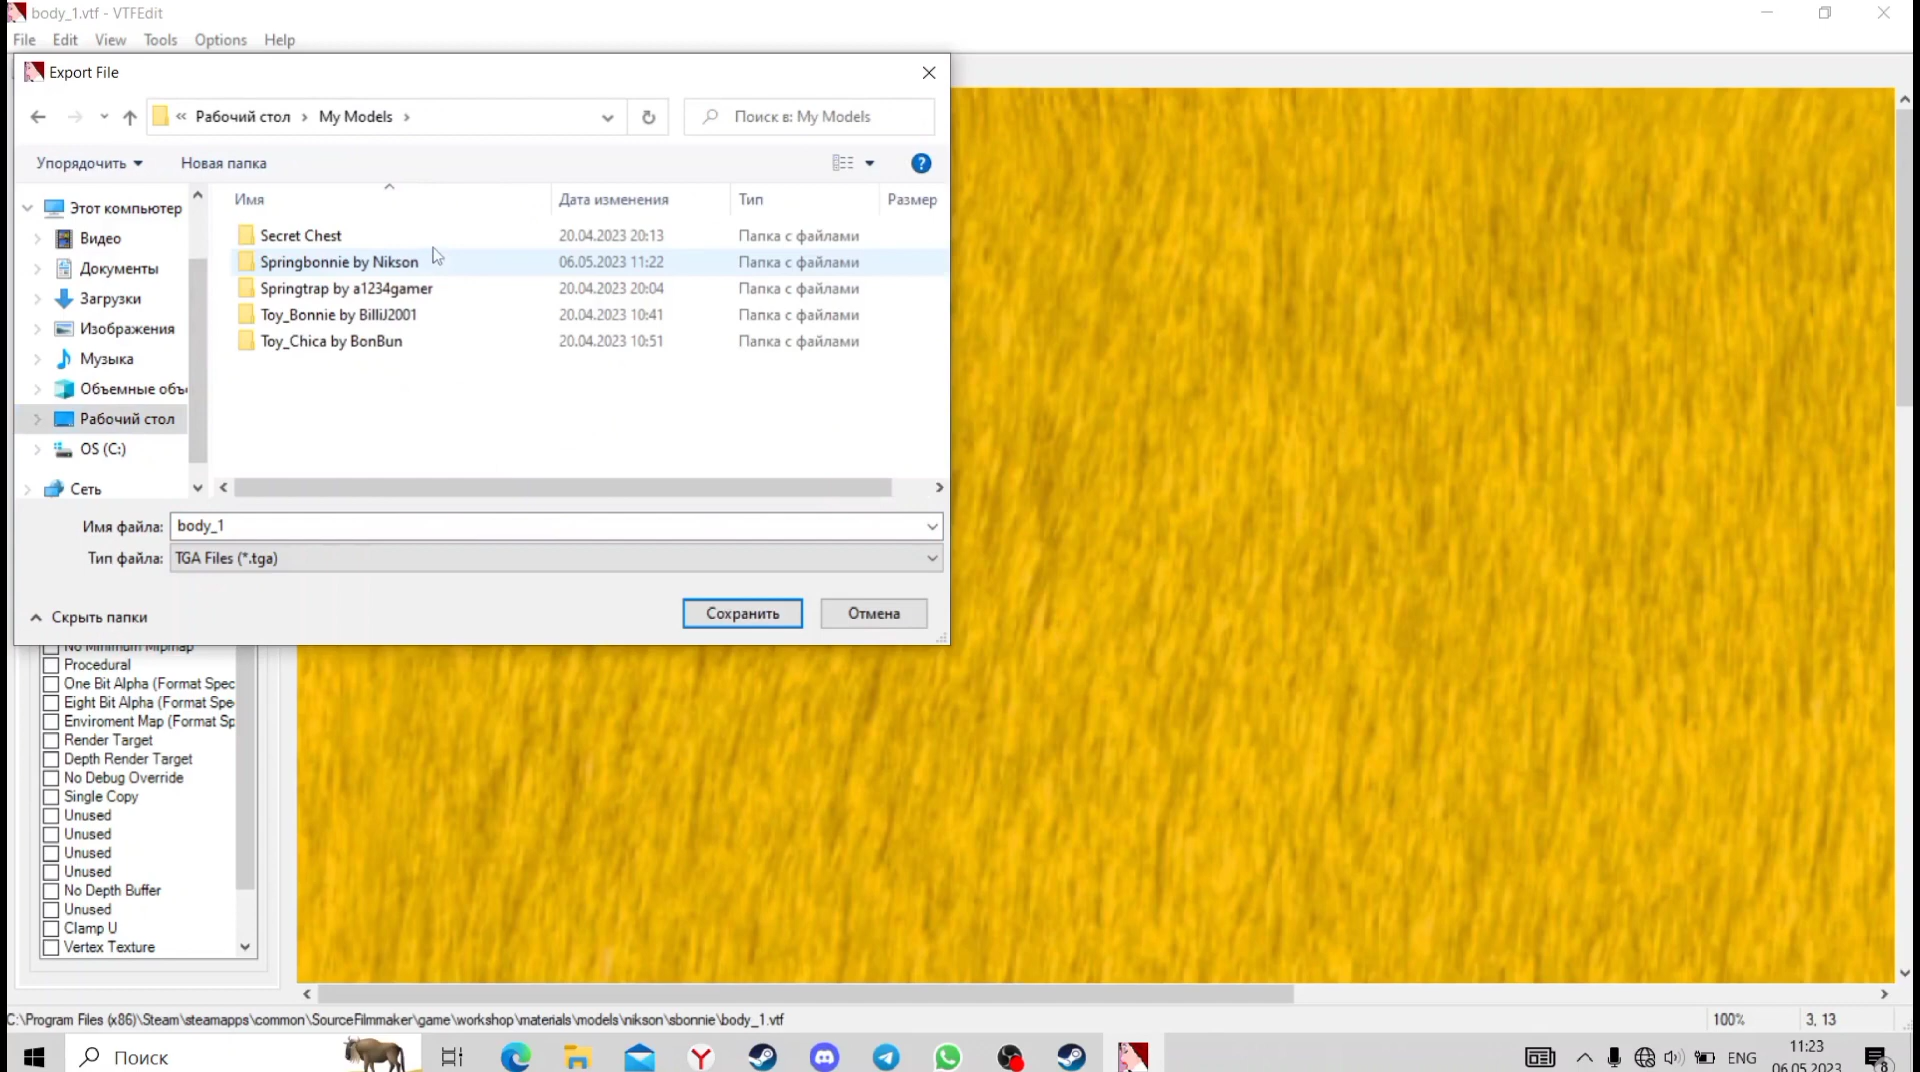 body_1.vtf - VTFEdit
File Edit View Tools Options Help
Export File
« Рабочий стол › My Models ›
Поиск в: My Models
Упорядочить Новая папка
Имя Дата изменения Тип Размер
Этот компьютер
Видео
Документы
Загрузки
Изображения
Музыка
Объемные объ
Рабочий стол
OS (C:)
Сеть
Secret Chest 20.04.2023 20:13 Папка с файлами
Springbonnie by Nikson 06.05.2023 11:22 Папка с файлами
Springtrap by a1234gamer 20.04.2023 20:04 Папка с файлами
Toy_Bonnie by BilliJ2001 20.04.2023 10:41 Папка с файлами
Toy_Chica by BonBun 20.04.2023 10:51 Папка с файлами
Имя файла: body_1
Тип файла: TGA Files (*.tga)
Скрыть папки
Сохранить Отмена
No Minimum Mipmap
Procedural
One Bit Alpha (Format Spec
Eight Bit Alpha (Format Spe
Enviroment Map (Format Sp
Render Target
Depth Render Target
No Debug Override
Single Copy
Unused
Unused
Unused
Unused
No Depth Buffer
Unused
Clamp U
Vertex Texture
C:\Program Files (x86)\Steam\steamapps\common\SourceFilmmaker\game\workshop\materials\models\nikson\sbonnie\body_1.vtf
100% 3, 13
Поиск
ENG
11:23
06.05.2023
8